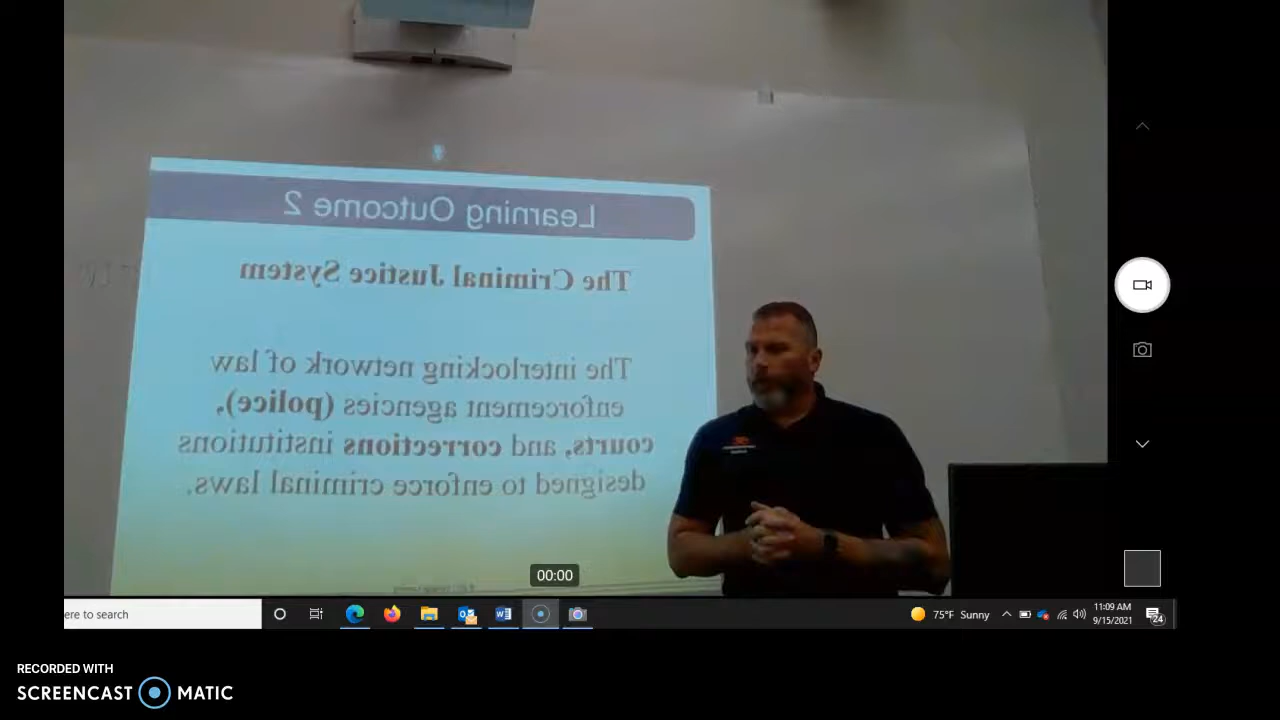 Learning Outcome 2
The Criminal Justice System
The interlocking network of law
enforcement agencies (police),
courts, and corrections institutions
designed to enforce criminal laws.
00:00
ere to search
75°F Sunny
11:09 AM
9/15/2021
24
RECORDED WITH
SCREENCAST MATIC